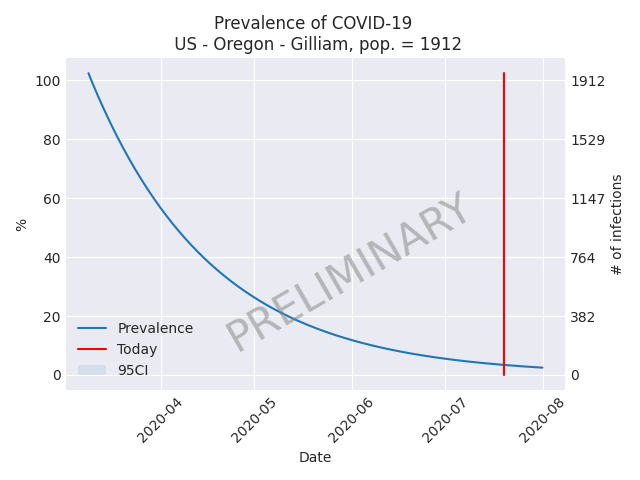 Prevalence of COVID-19
US - Oregon - Gilliam, pop. = 1912
100
80
60
40
20
0
%
1912
1529
1147
764
382
0
# of infections
PRELIMINARY
Prevalence
Today
95CI
2020-04
2020-05
2020-06
2020-07
2020-08
Date